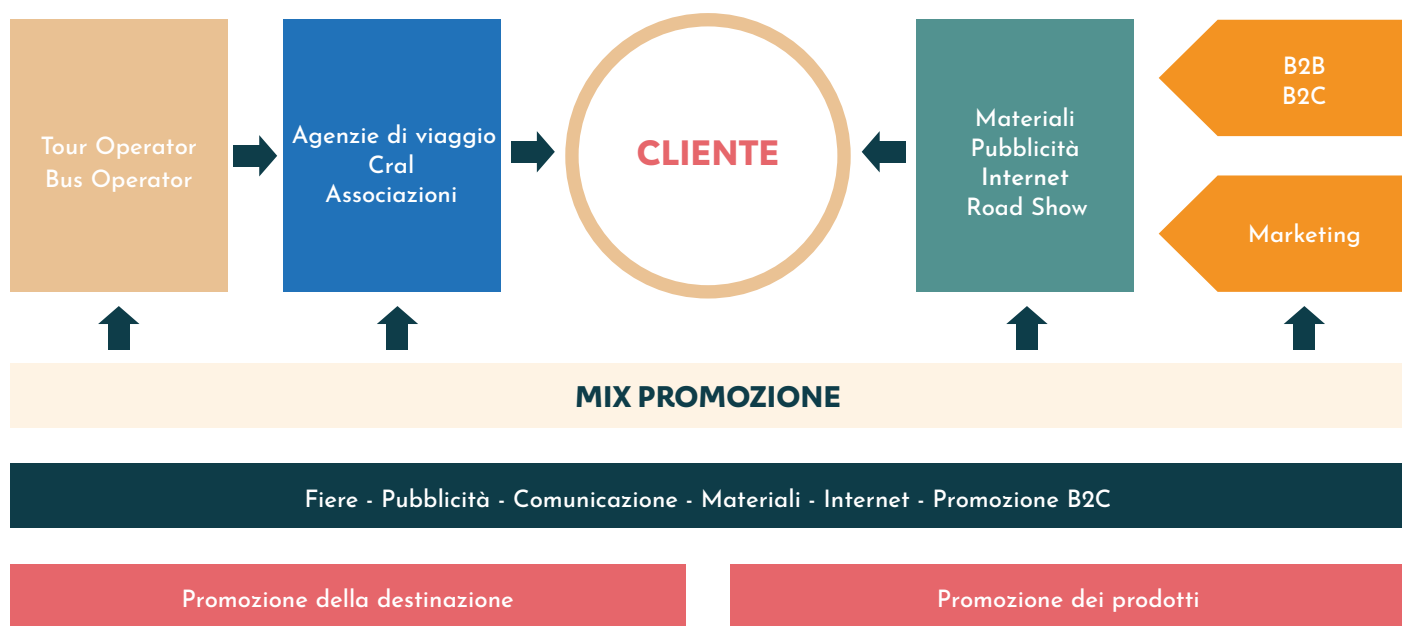 Tour Operator
Bus Operator
Agenzie di viaggio
Cral
Associazioni
CLIENTE
Materiali
Pubblicità
Internet
Road Show
B2B
B2C
Marketing
MIX PROMOZIONE
Fiere - Pubblicità - Comunicazione - Materiali - Internet - Promozione B2C
Promozione della destinazione
Promozione dei prodotti